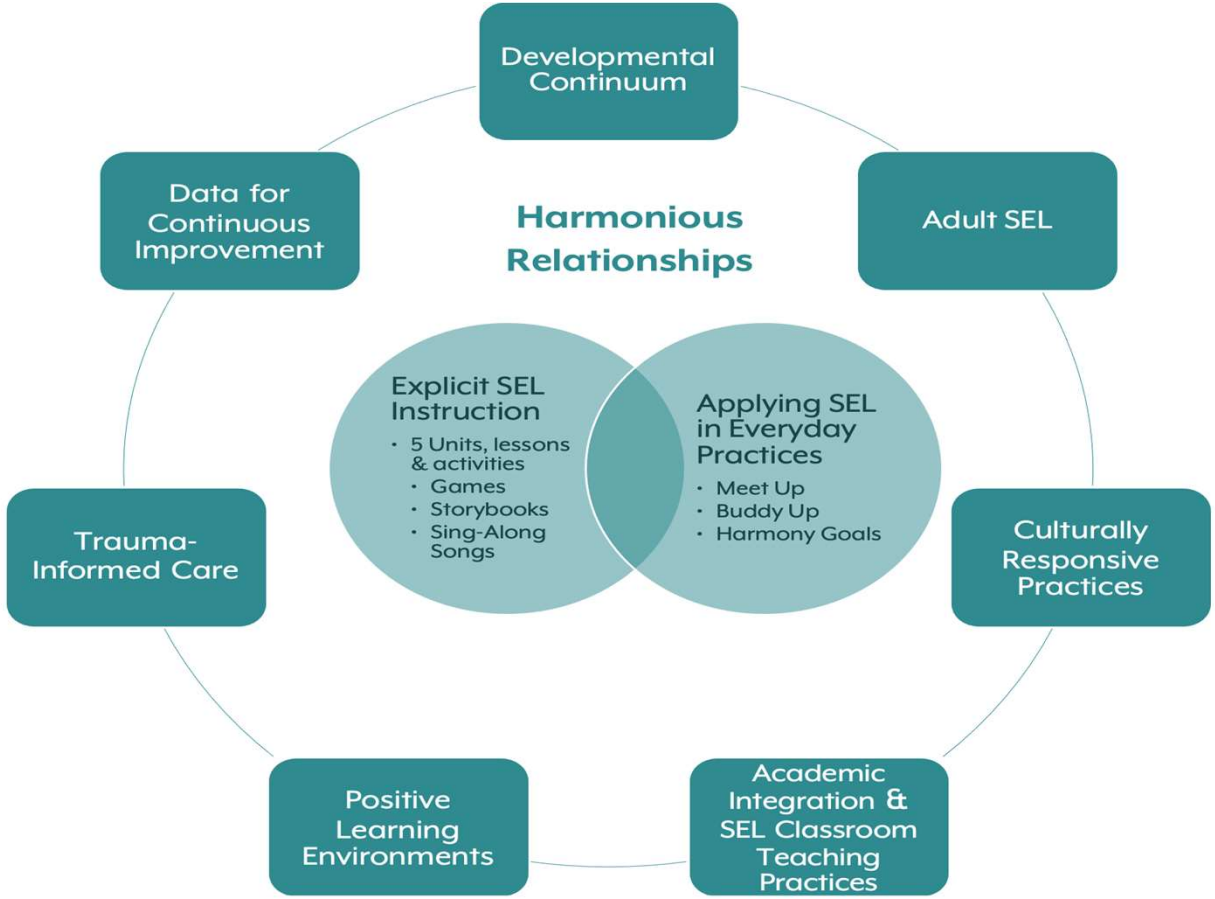 Developmental
Continuum
Data for
Continuous
Improvement
Harmonious
Relationships
Adult SEL
Explicit SEL
Instruction
• 5 Units, lessons
& activities
• Games
• Storybooks
• Sing-Along
Songs
Applying SEL
in Everyday
Practices
• Meet Up
• Buddy Up
• Harmony Goals
Trauma-
Informed Care
Culturally
Responsive
Practices
Positive
Learning
Environments
Academic
Integration &
SEL Classroom
Teaching
Practices